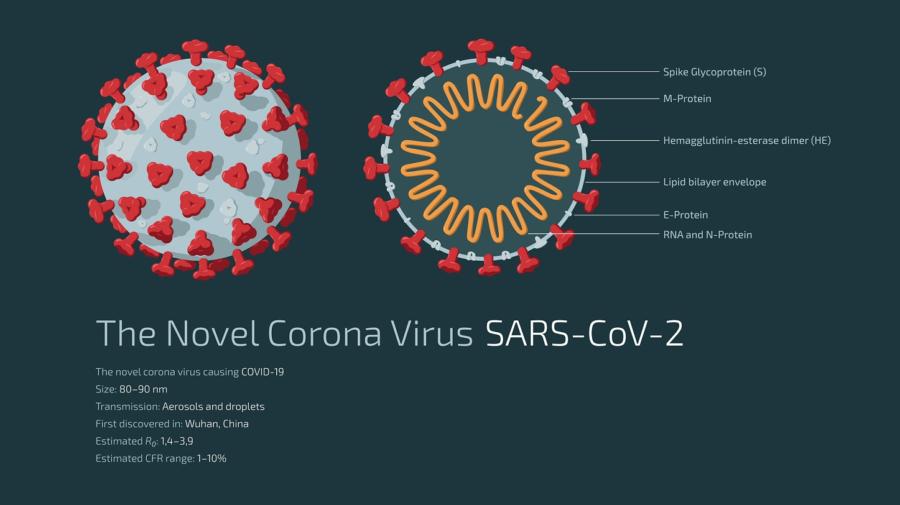 Spike Glycoprotein (S)
M-Protein
Hemagglutinin-esterase dimer (HE)
Lipid bilayer envelope
E-Protein
RNA and N-Protein
The Novel Corona Virus SARS-CoV-2
The novel corona virus causing COVID-19
Size: 80–90 nm
Transmission: Aerosols and droplets
First discovered in: Wuhan, China
Estimated R₀: 1,4–3,9
Estimated CFR range: 1–10%